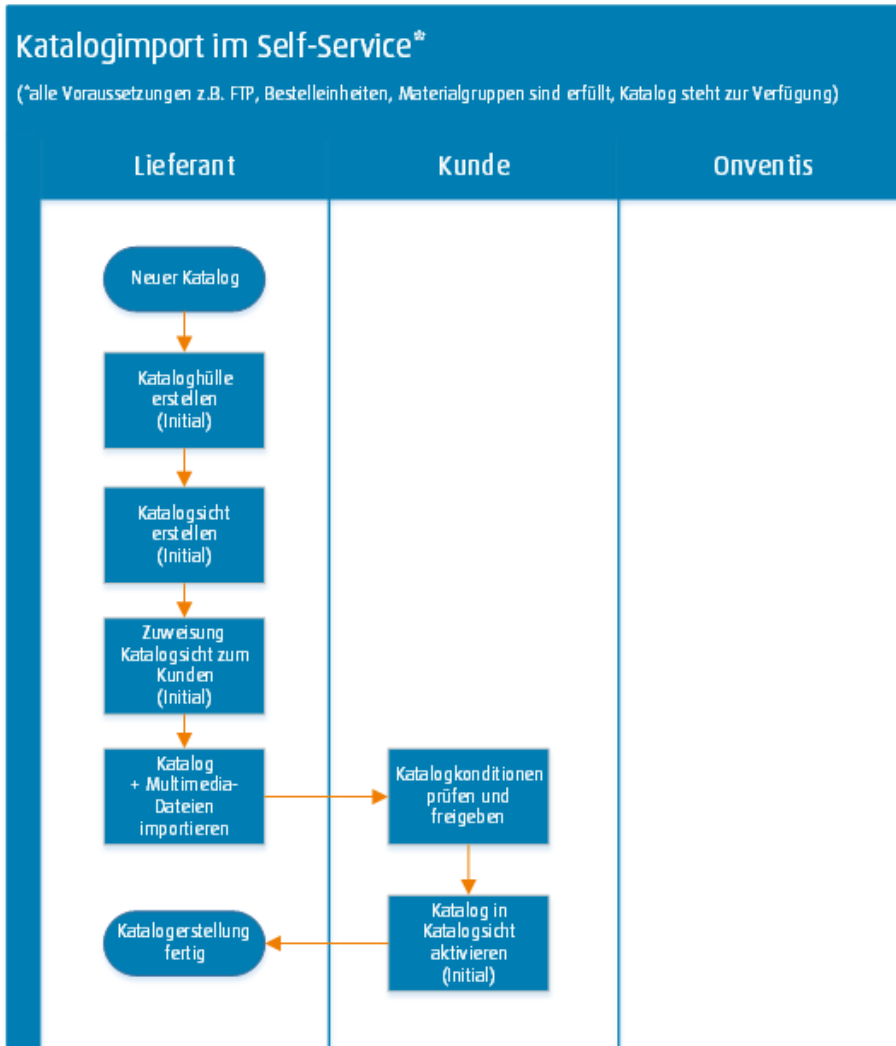 Katalogimport im Self-Service*
(*alle Voraussetzungen z.B. FTP, Bestelleinheiten, Materialgruppen sind erfüllt, Katalog steht zur Verfügung)
Lieferant
Kunde
Onventis
Neuer Katalog
Kataloghülle
erstellen
(Initial)
Katalogsicht
erstellen
(Initial)
Zuweisung
Katalogsicht zum
Kunden
(Initial)
Katalog
+ Multimedia-
Dateien
importieren
Katalogkonditionen
prüfen und
freigeben
Katalog in
Katalogsicht
aktivieren
(Initial)
Katalogerstellung
fertig